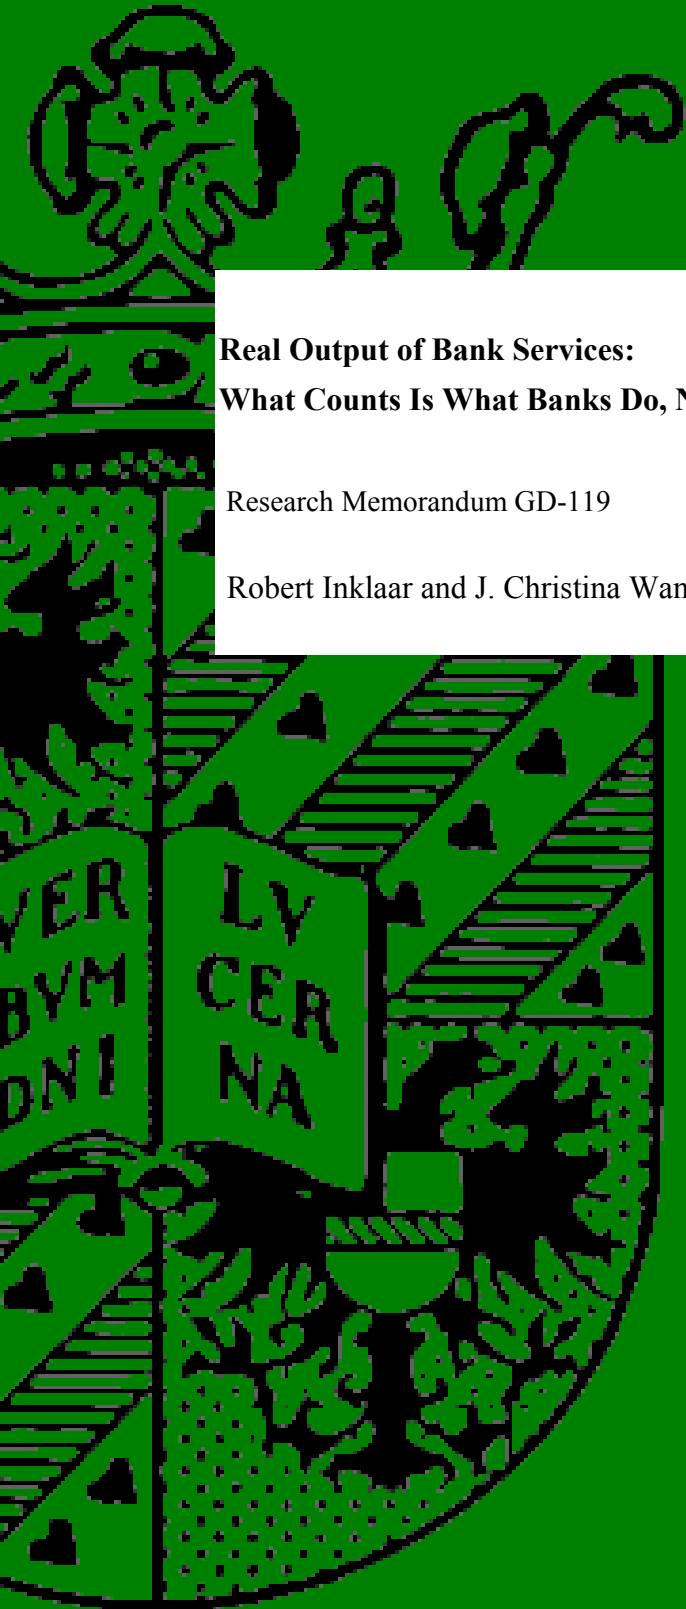 Real Output of Bank Services:
What Counts Is What Banks Do, N
Research Memorandum GD-119
Robert Inklaar and J. Christina Wan
VER
BVM
DNI
LV
CER
NA